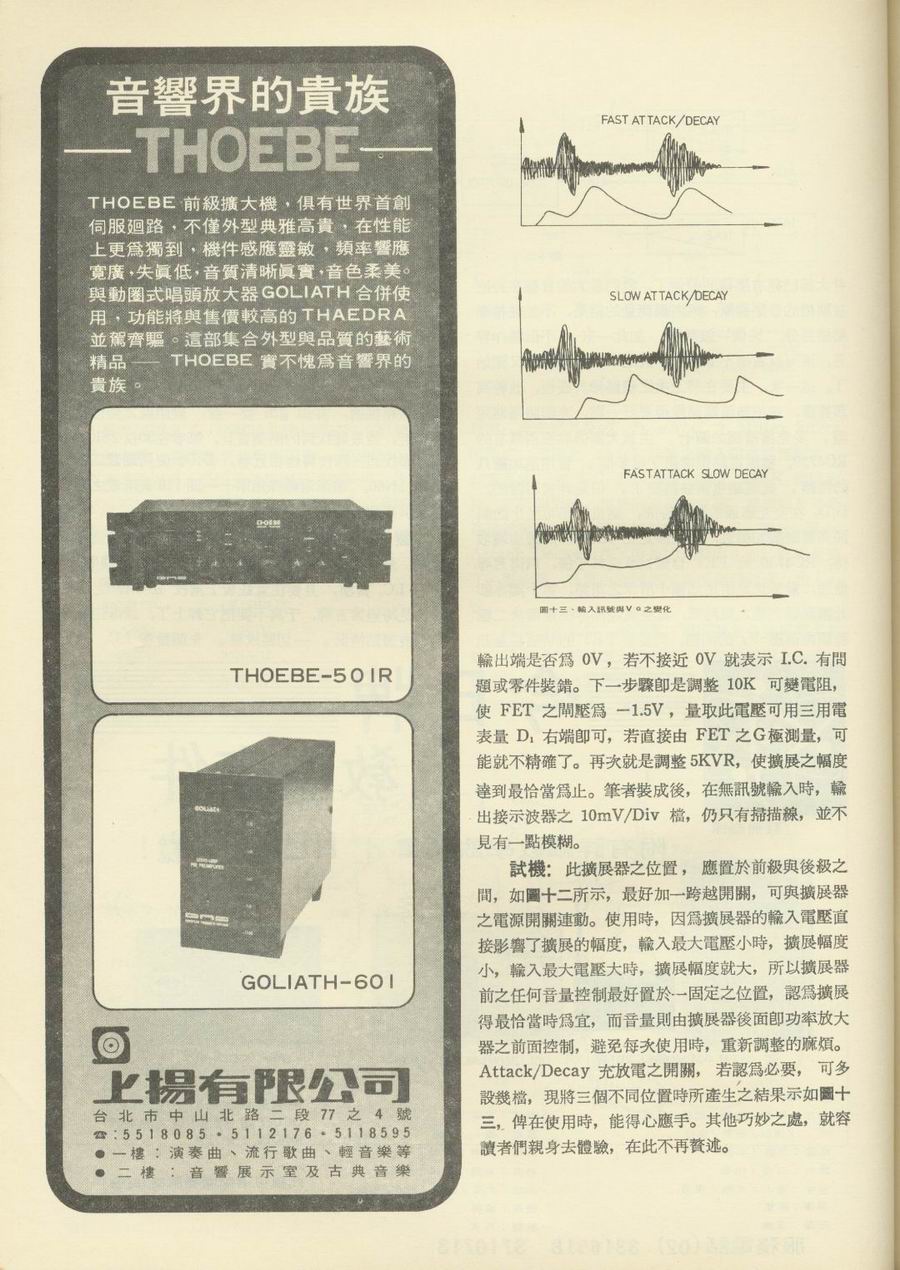 音響界的貴族
THOEBE
THOEBE 前級擴大機，俱有世界首創
伺服廻路，不僅外型典雅高貴，在性能
上更爲獨到，機件感應靈敏，頻率響應
寬廣，失眞低，音質清晰眞實，音色柔美。
與動圈式唱頭放大器GOLIATH 合併使
用，功能將與售價較高的 THAEDRA
並駕齊驅。這部集合外型與品質的藝術
精品 —— THOEBE 實不愧爲音響界的
貴族。
THOEBE
THOEBE-501R
GOLIATH
GOLIATH-601
上揚有限公司
台北市中山北路二段 77 之 4 號
☎:5518085・5112176・5118595
●一樓：演奏曲、流行歌曲、輕音樂等
●二樓：音響展示室及古典音樂
FAST ATTACK/DECAY
SLOW ATTACK/DECAY
FAST ATTACK SLOW DECAY
圖十三、輸入訊號與VG之變化
輸出端是否爲 0V，若不接近 0V 就表示 I.C. 有問
題或零件裝錯。下一步驟卽是調整 10K 可變電阻，
使 FET 之閘壓爲 －1.5V，量取此電壓可用三用電
表量 D₁ 右端卽可，若直接由 FET 之G極測量，可
能就不精確了。再次就是調整5KVR，使擴展之幅度
達到最恰當爲止。筆者裝成後，在無訊號輸入時，輸
出接示波器之 10mV/Div 檔，仍只有掃描線，並不
見有一點模糊。
試機：此擴展器之位置，應置於前級與後級之
間，如圖十二所示，最好加一跨越開關，可與擴展器
之電源開關連動。使用時，因爲擴展器的輸入電壓直
接影響了擴展的幅度，輸入最大電壓小時，擴展幅度
小，輸入最大電壓大時，擴展幅度就大，所以擴展器
前之任何音量控制最好置於一固定之位置，認爲擴展
得最恰當時爲宜，而音量則由擴展器後面卽功率放大
器之前面控制，避免每次使用時，重新調整的麻煩。
Attack/Decay 充放電之開關，若認爲必要，可多
設幾檔，現將三個不同位置時所產生之結果示如圖十
三，俾在使用時，能得心應手。其他巧妙之處，就容
讀者們親身去體驗，在此不再贅述。